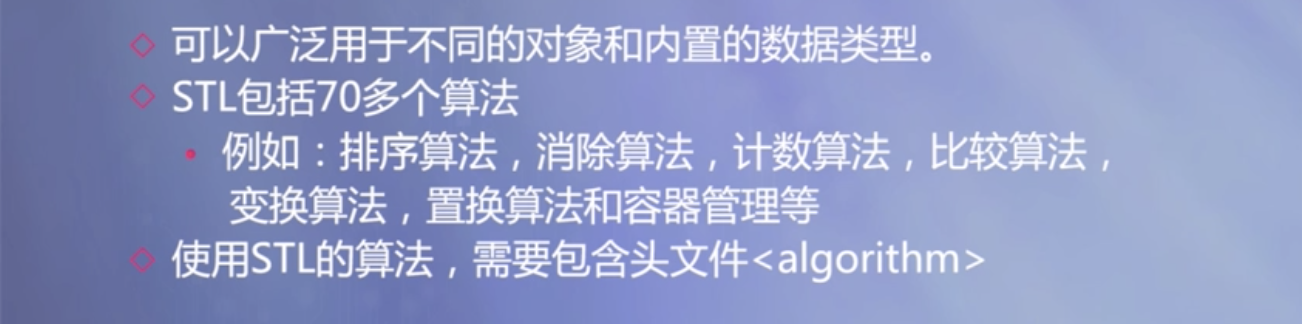 可以广泛用于不同的对象和内置的数据类型。
STL包括70多个算法
例如：排序算法，消除算法，计数算法，比较算法，
变换算法，置换算法和容器管理等
使用STL的算法，需要包含头文件<algorithm>